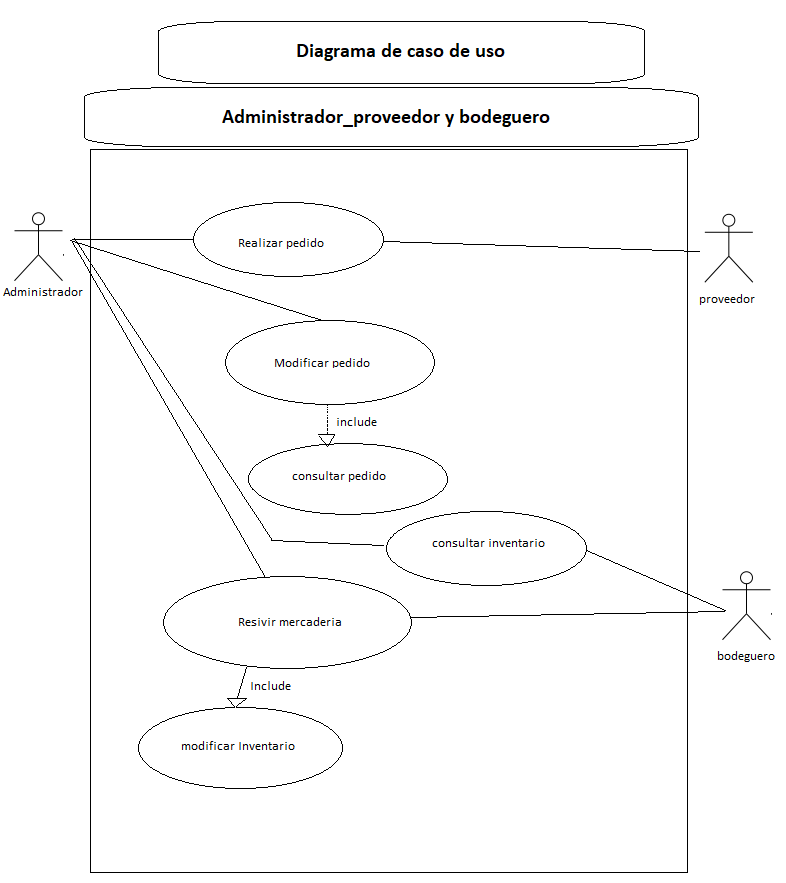 Diagrama de caso de uso
Administrador_proveedor y bodeguero
Realizar pedido
Administrador
proveedor
Modificar pedido
include
consultar pedido
consultar inventario
Resivir mercaderia
bodeguero
Include
modificar Inventario